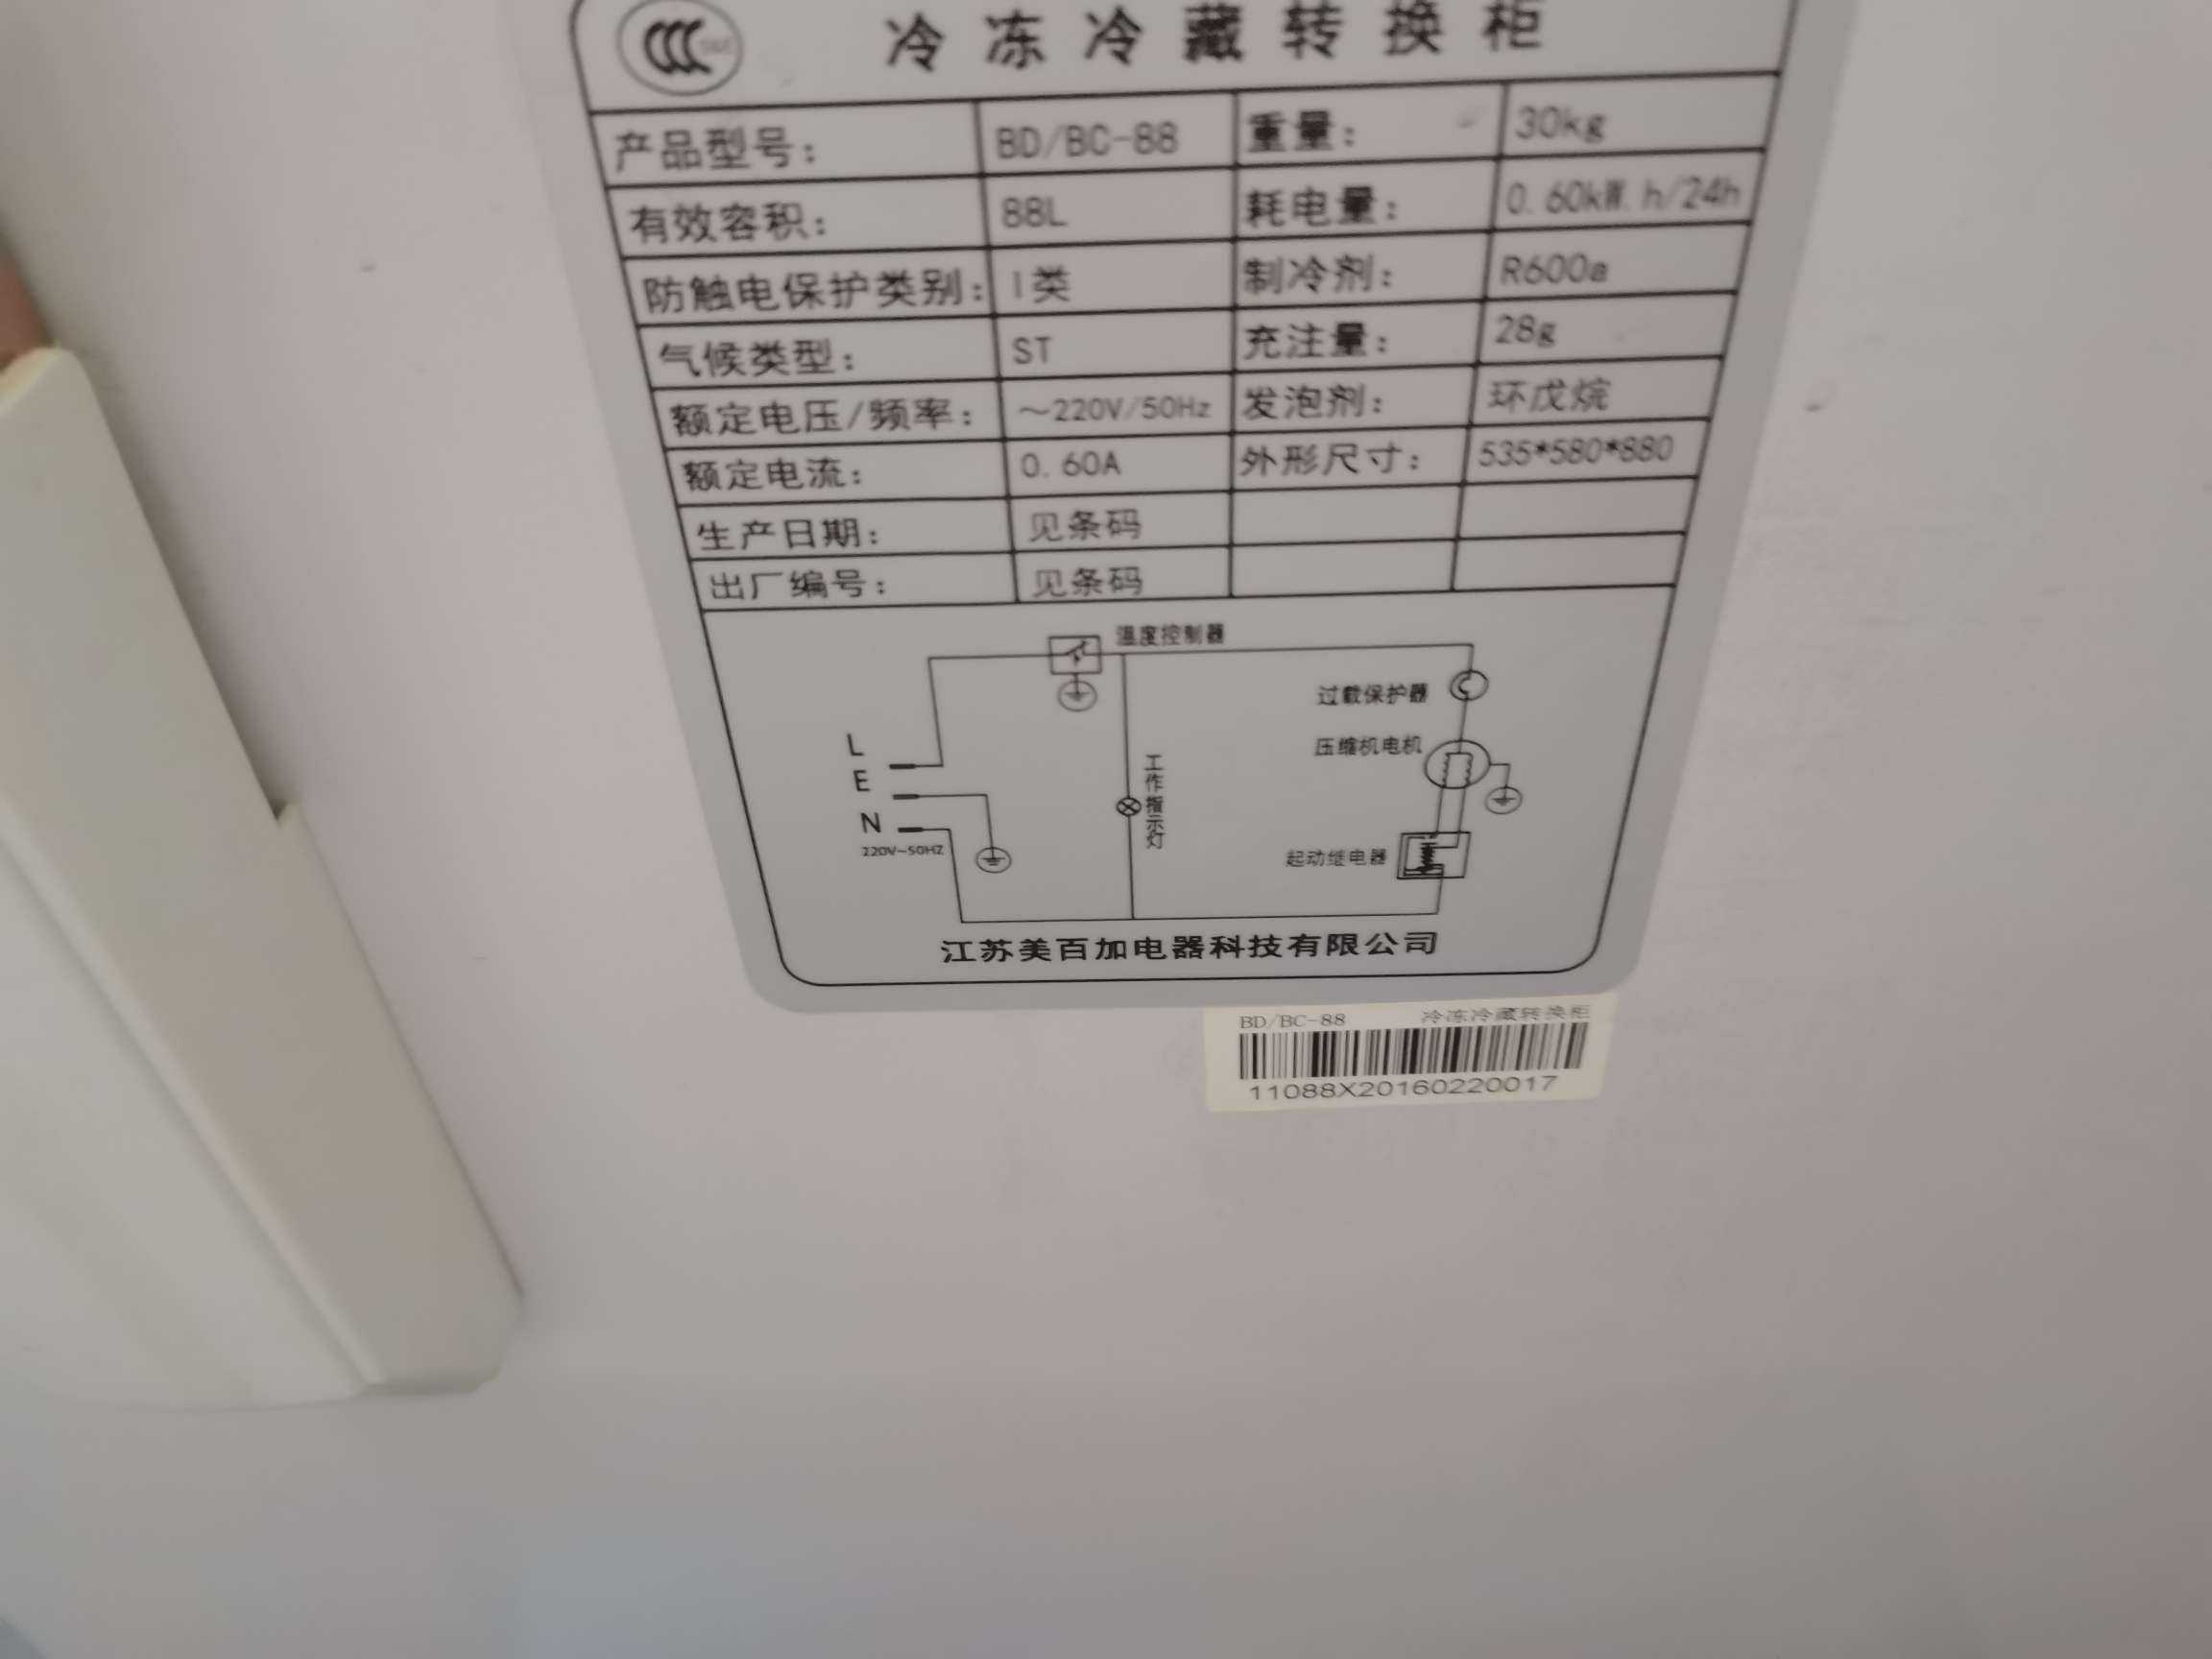 冷冻冷藏转换柜
产品型号： BD/BC-88 重量： 30kg
有效容积： 88L 耗电量： 0.60kW.h/24h
防触电保护类别： I类 制冷剂： R600a
气候类型： ST 充注量： 28g
额定电压/频率： ～220V/50Hz 发泡剂： 环戊烷
额定电流： 0.60A 外形尺寸： 535*580*880
生产日期： 见条码
出厂编号： 见条码
温度控制器
过载保护器
压缩机电机
L
E
N
220V~50HZ
工作指示灯
起动继电器
江苏美百加电器科技有限公司
BD/BC-88 冷冻冷藏转换柜
11088X20160220017